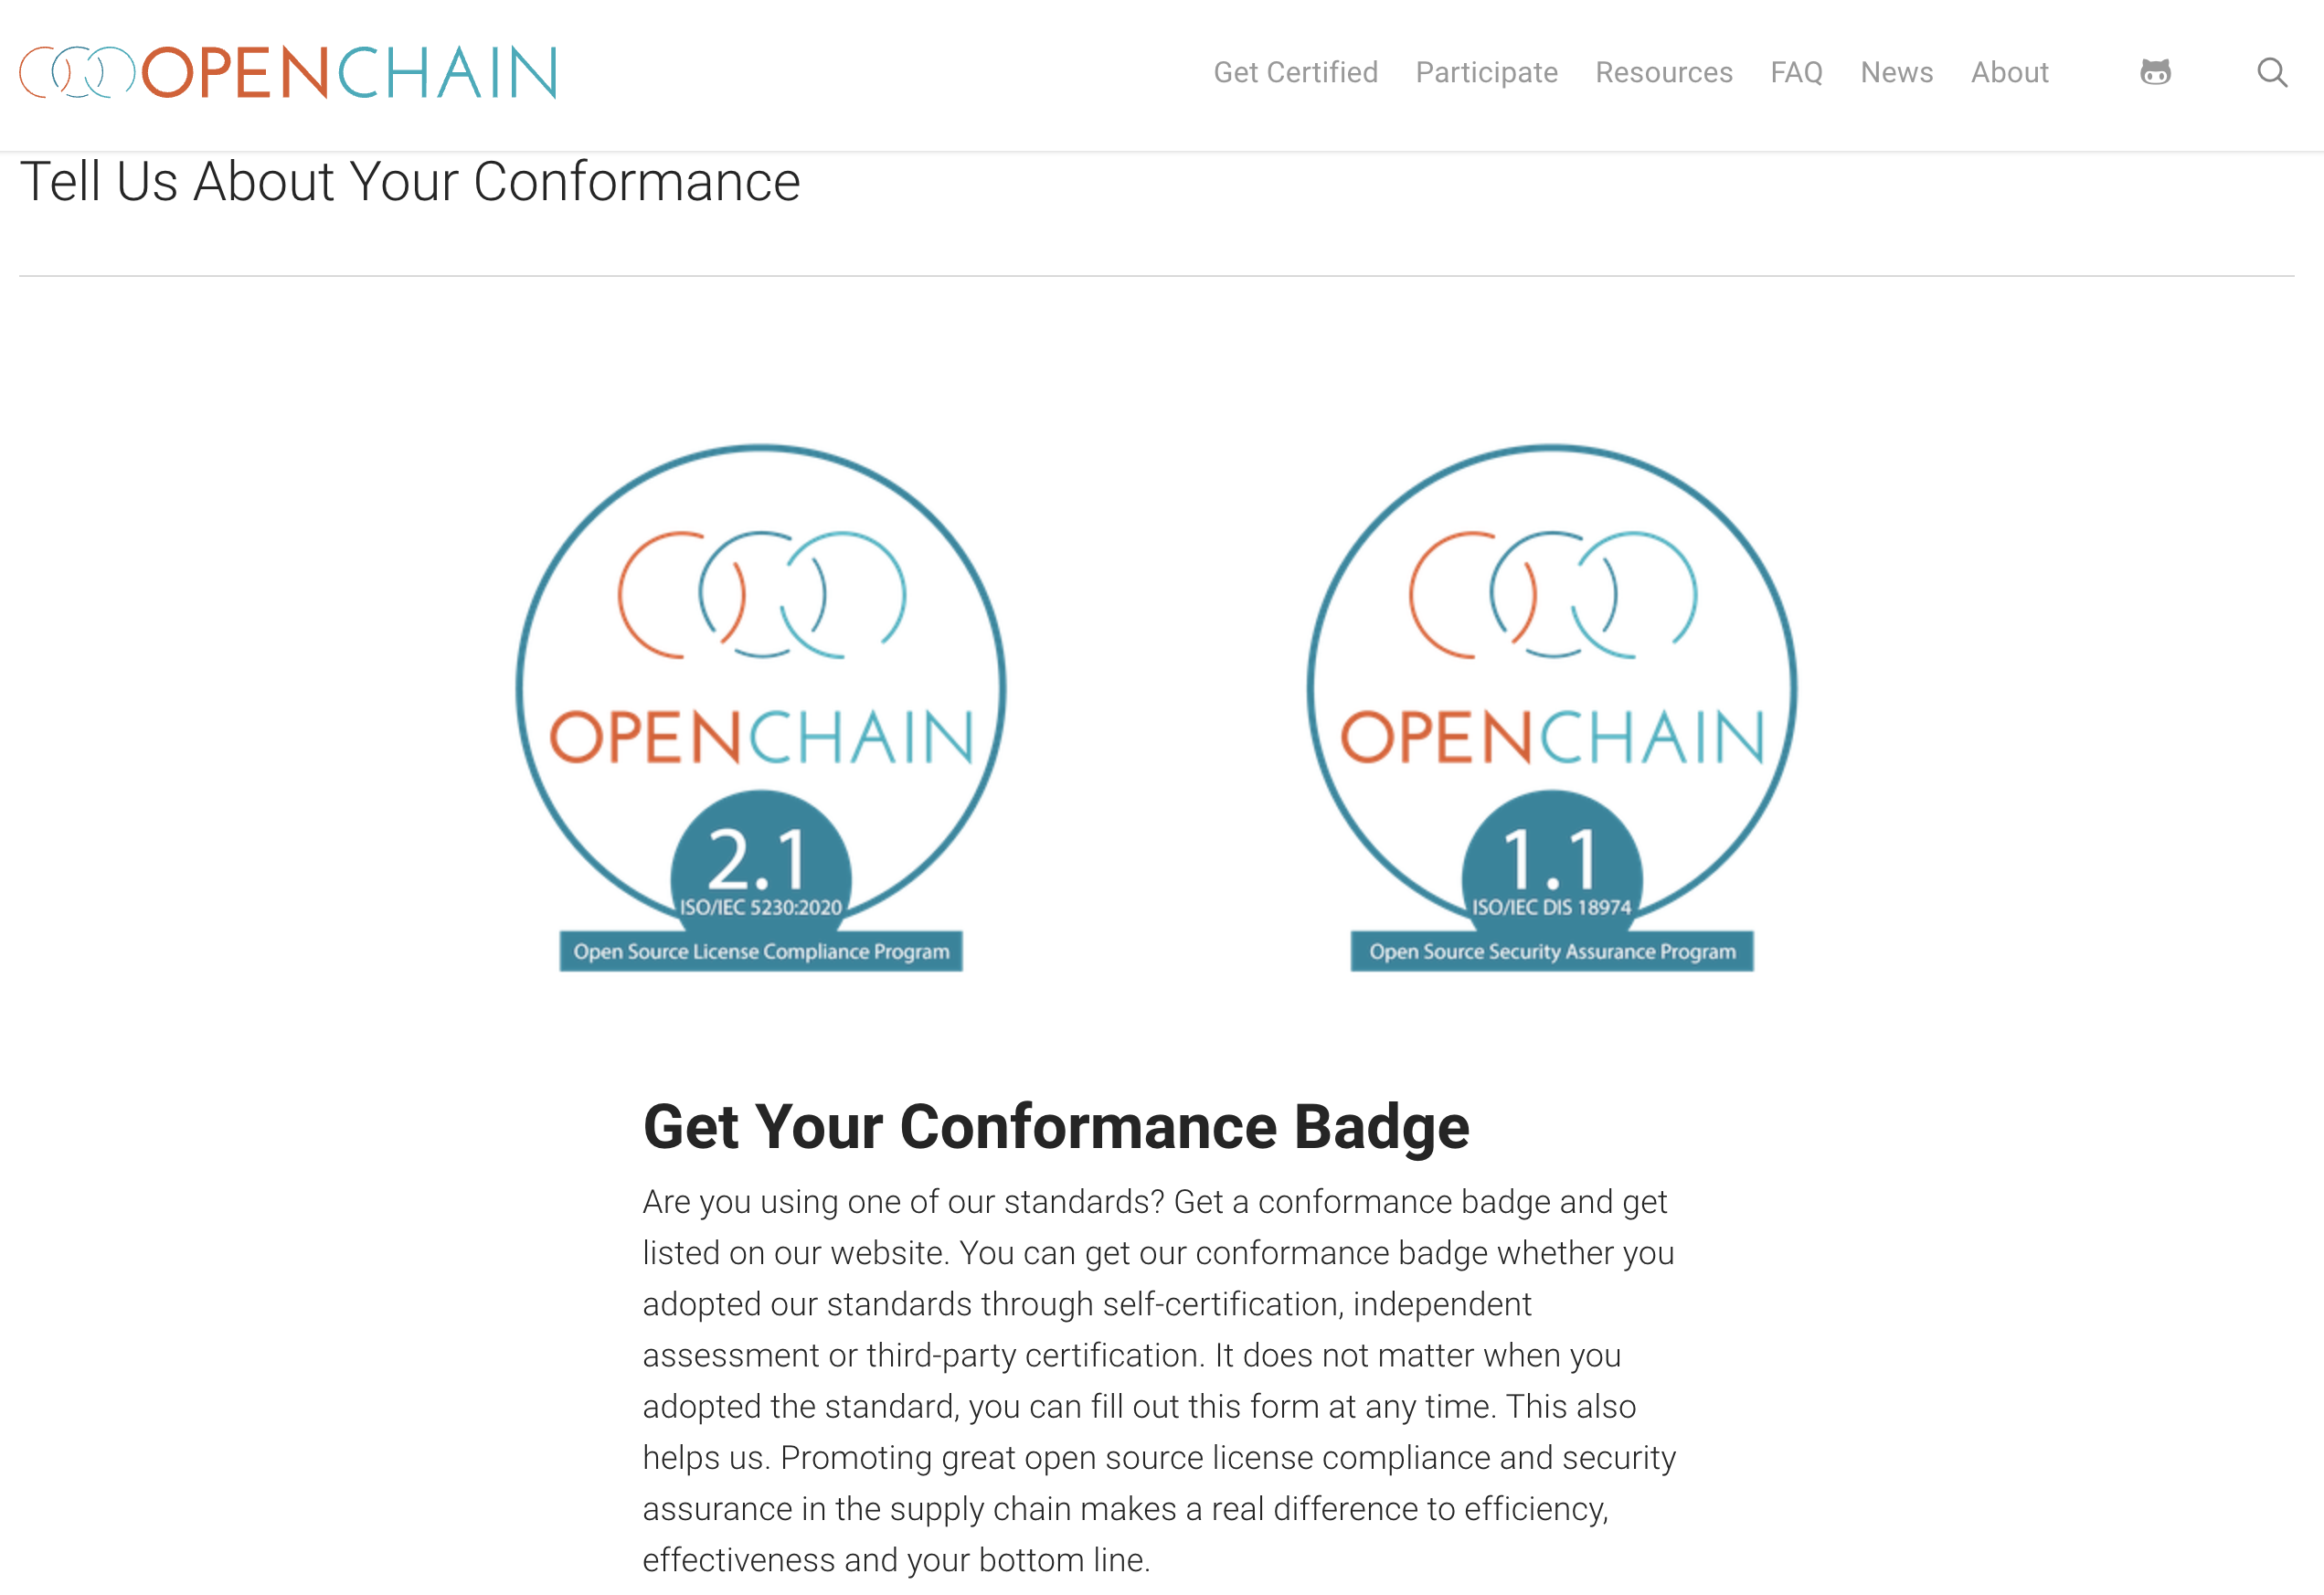 OPENCHAIN
Get Certified Participate Resources FAQ News About
Tell Us About Your Conformance
OPENCHAIN
2.1
ISO/IEC 5230:2020
Open Source License Compliance Program
OPENCHAIN
1.1
ISO/IEC DIS 18974
Open Source Security Assurance Program
Get Your Conformance Badge
Are you using one of our standards? Get a conformance badge and get
listed on our website. You can get our conformance badge whether you
adopted our standards through self-certification, independent
assessment or third-party certification. It does not matter when you
adopted the standard, you can fill out this form at any time. This also
helps us. Promoting great open source license compliance and security
assurance in the supply chain makes a real difference to efficiency,
effectiveness and your bottom line.